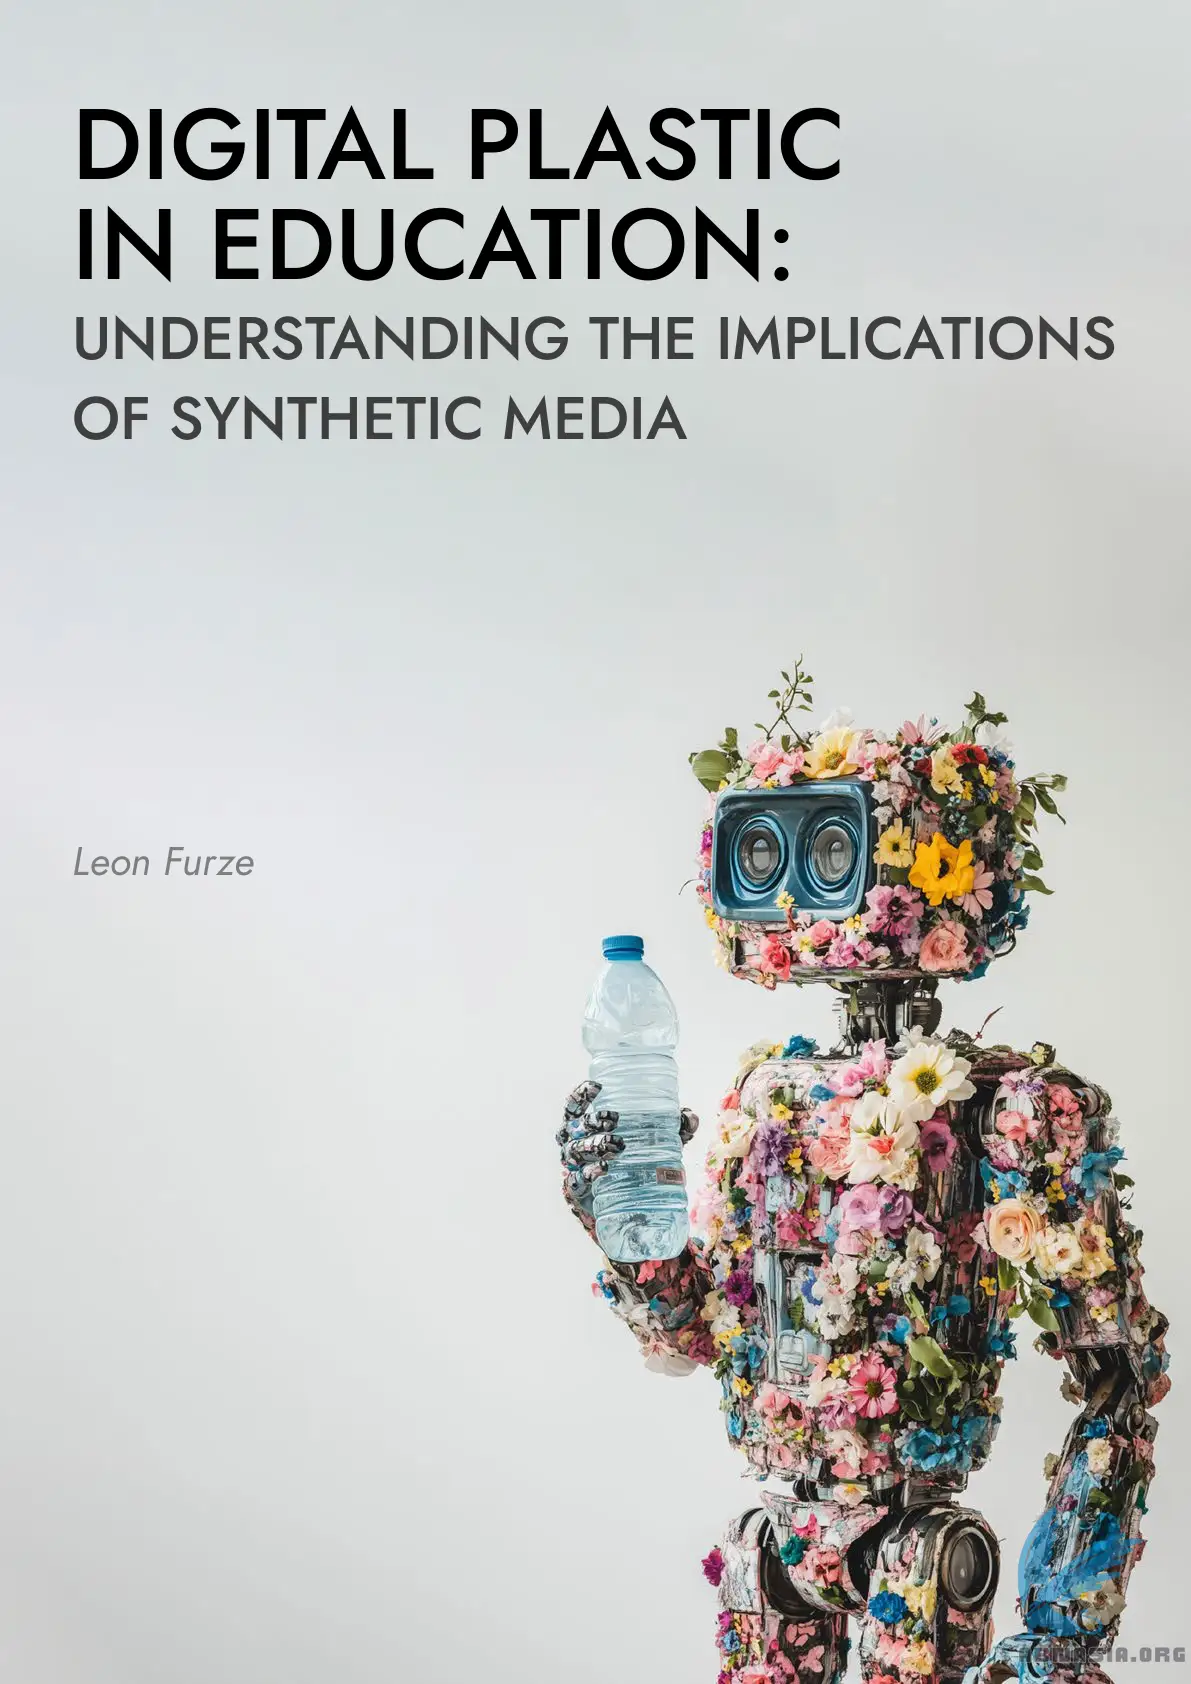 DIGITAL PLASTIC
IN EDUCATION:
UNDERSTANDING THE IMPLICATIONS
OF SYNTHETIC MEDIA
Leon Furze